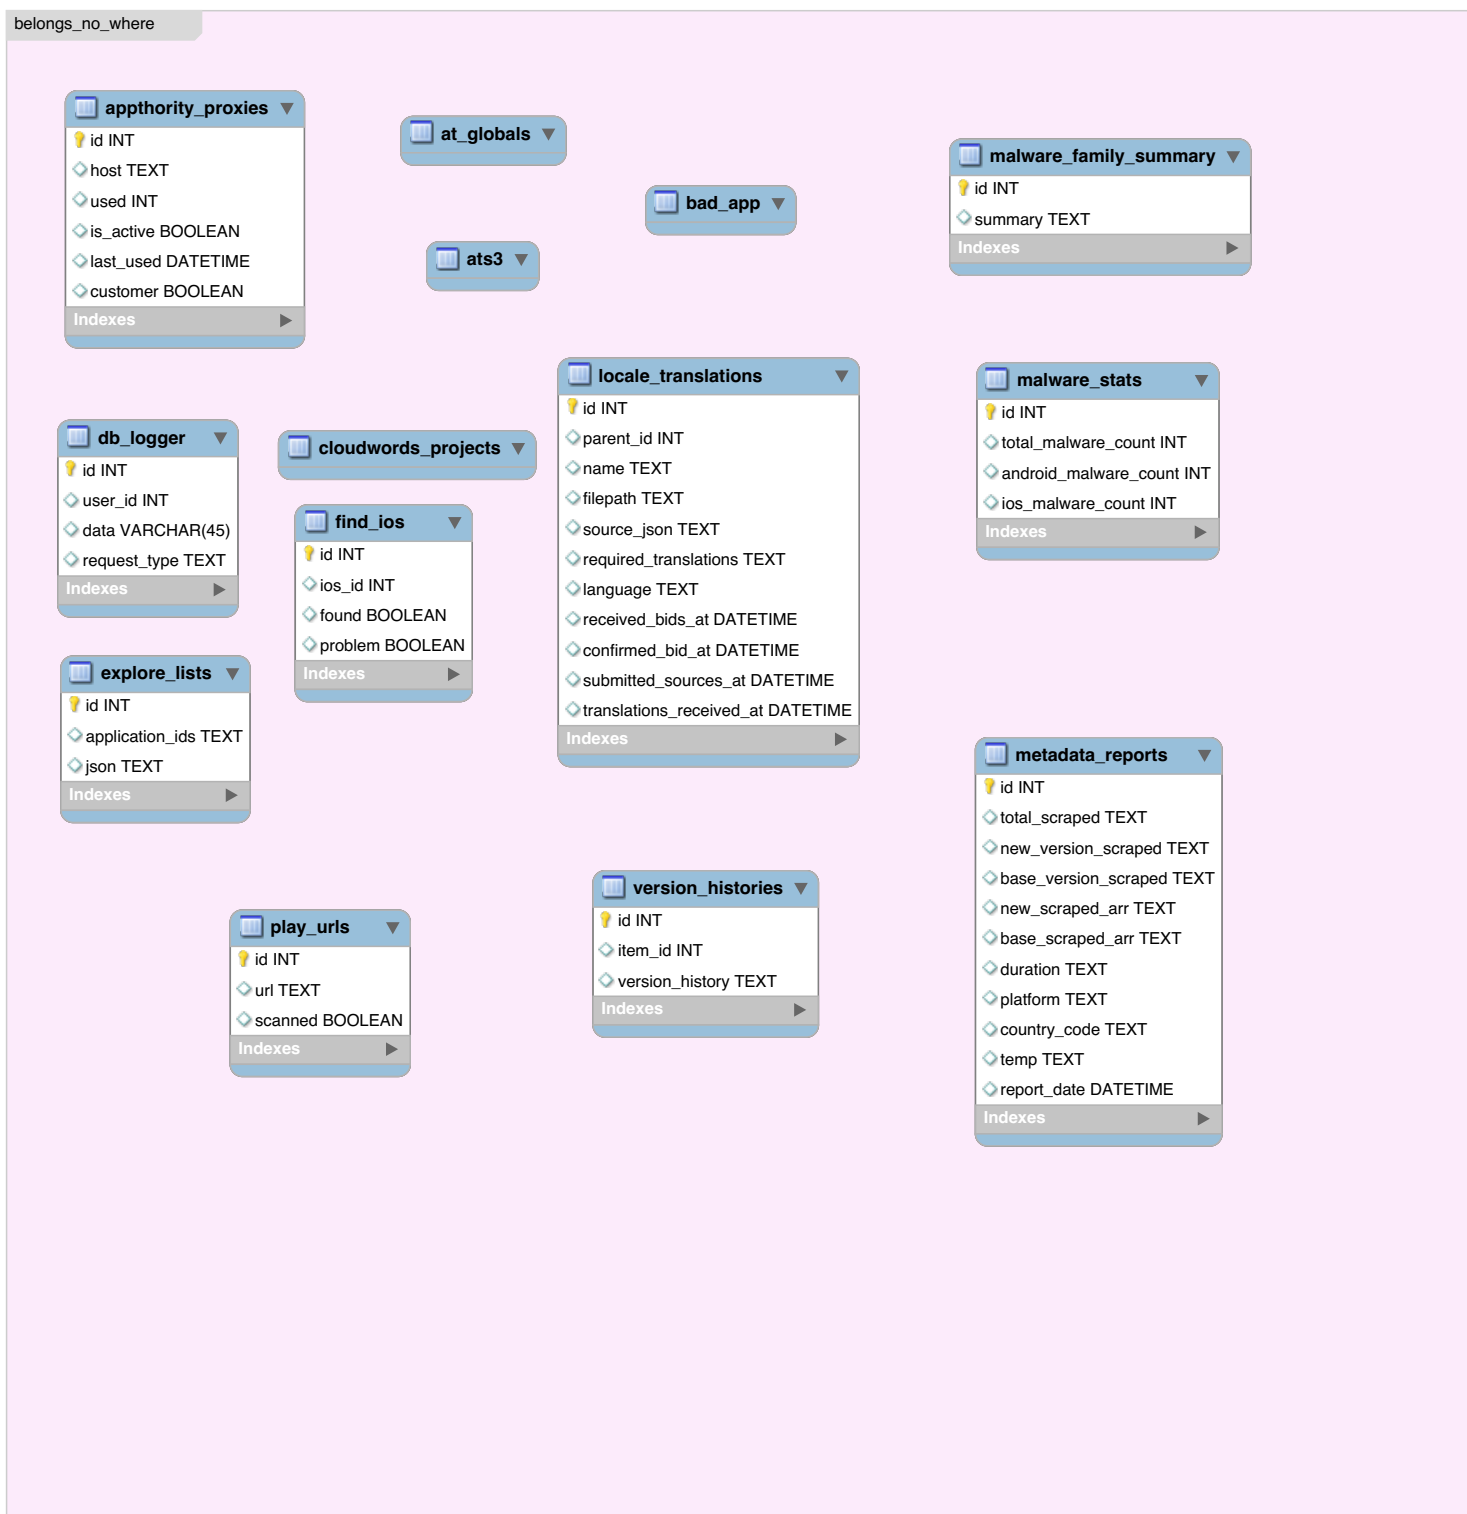 belongs_no_where
appthority_proxies
id INT
host TEXT
used INT
is_active BOOLEAN
last_used DATETIME
customer BOOLEAN
Indexes
at_globals
bad_app
ats3
malware_family_summary
id INT
summary TEXT
Indexes
locale_translations
id INT
parent_id INT
name TEXT
filepath TEXT
source_json TEXT
required_translations TEXT
language TEXT
received_bids_at DATETIME
confirmed_bid_at DATETIME
submitted_sources_at DATETIME
translations_received_at DATETIME
Indexes
malware_stats
id INT
total_malware_count INT
android_malware_count INT
ios_malware_count INT
Indexes
db_logger
id INT
user_id INT
data VARCHAR(45)
request_type TEXT
Indexes
cloudwords_projects
find_ios
id INT
ios_id INT
found BOOLEAN
problem BOOLEAN
Indexes
explore_lists
id INT
application_ids TEXT
json TEXT
Indexes
metadata_reports
id INT
total_scraped TEXT
new_version_scraped TEXT
base_version_scraped TEXT
new_scraped_arr TEXT
base_scraped_arr TEXT
duration TEXT
platform TEXT
country_code TEXT
temp TEXT
report_date DATETIME
Indexes
version_histories
id INT
item_id INT
version_history TEXT
Indexes
play_urls
id INT
url TEXT
scanned BOOLEAN
Indexes